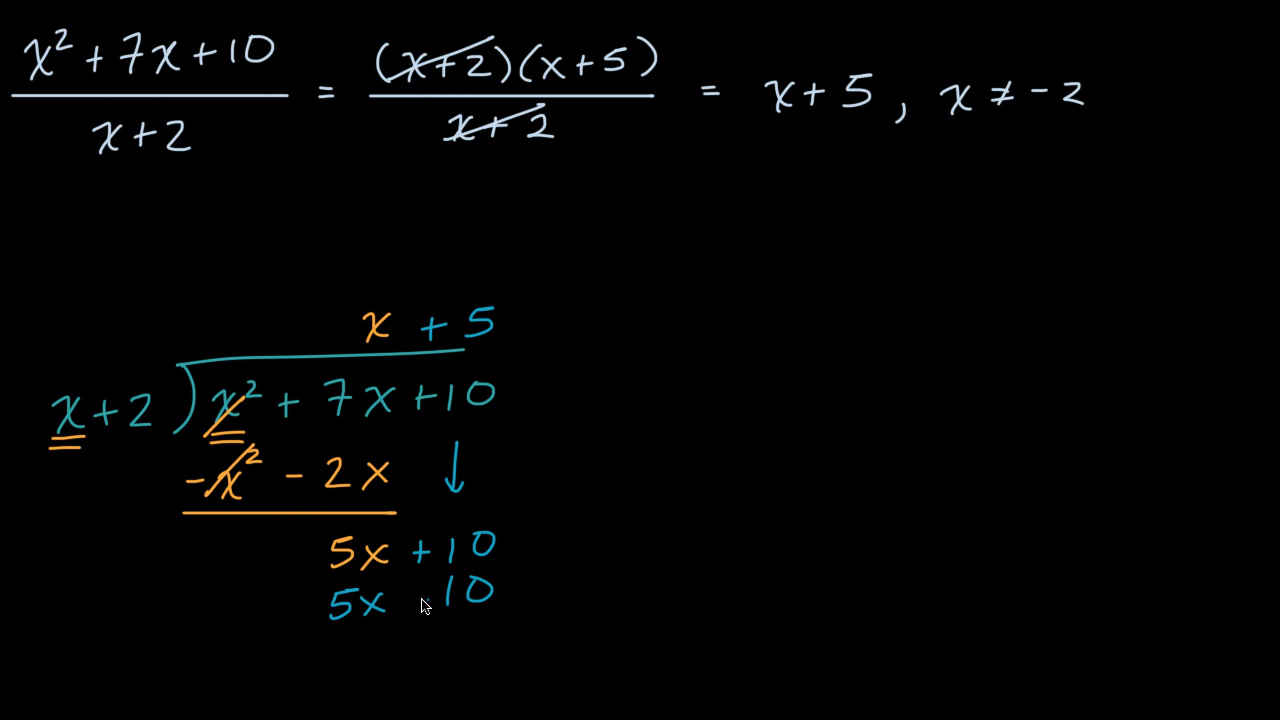 x² + 7x + 10 / x + 2 = (x+2)(x+5) / x + 2 = x + 5 , x ≠ -2
x + 5
x + 2 ) x² + 7x + 10
-x² - 2x
5x + 10
5x 10